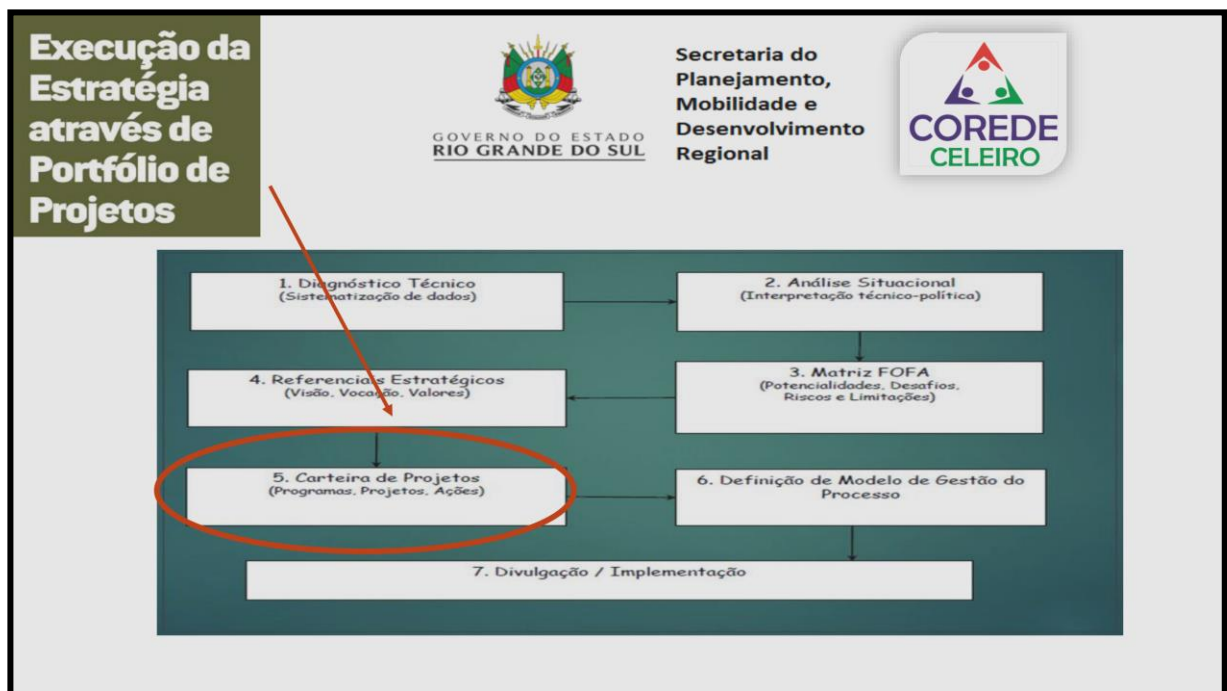 Execução da
Estratégia
através de
Portfólio de
Projetos
GOVERNO DO ESTADO
RIO GRANDE DO SUL
Secretaria do
Planejamento,
Mobilidade e
Desenvolvimento
Regional
COREDE
CELEIRO
1. Diagnóstico Técnico
(Sistematização de dados)
2. Análise Situacional
(Interpretação técnico-política)
3. Matriz FOFA
(Potencialidades, Desafios,
Riscos e Limitações)
4. Referenciais Estratégicos
(Visão, Vocação, Valores)
5. Carteira de Projetos
(Programas, Projetos, Ações)
6. Definição de Modelo de Gestão do
Processo
7. Divulgação / Implementação